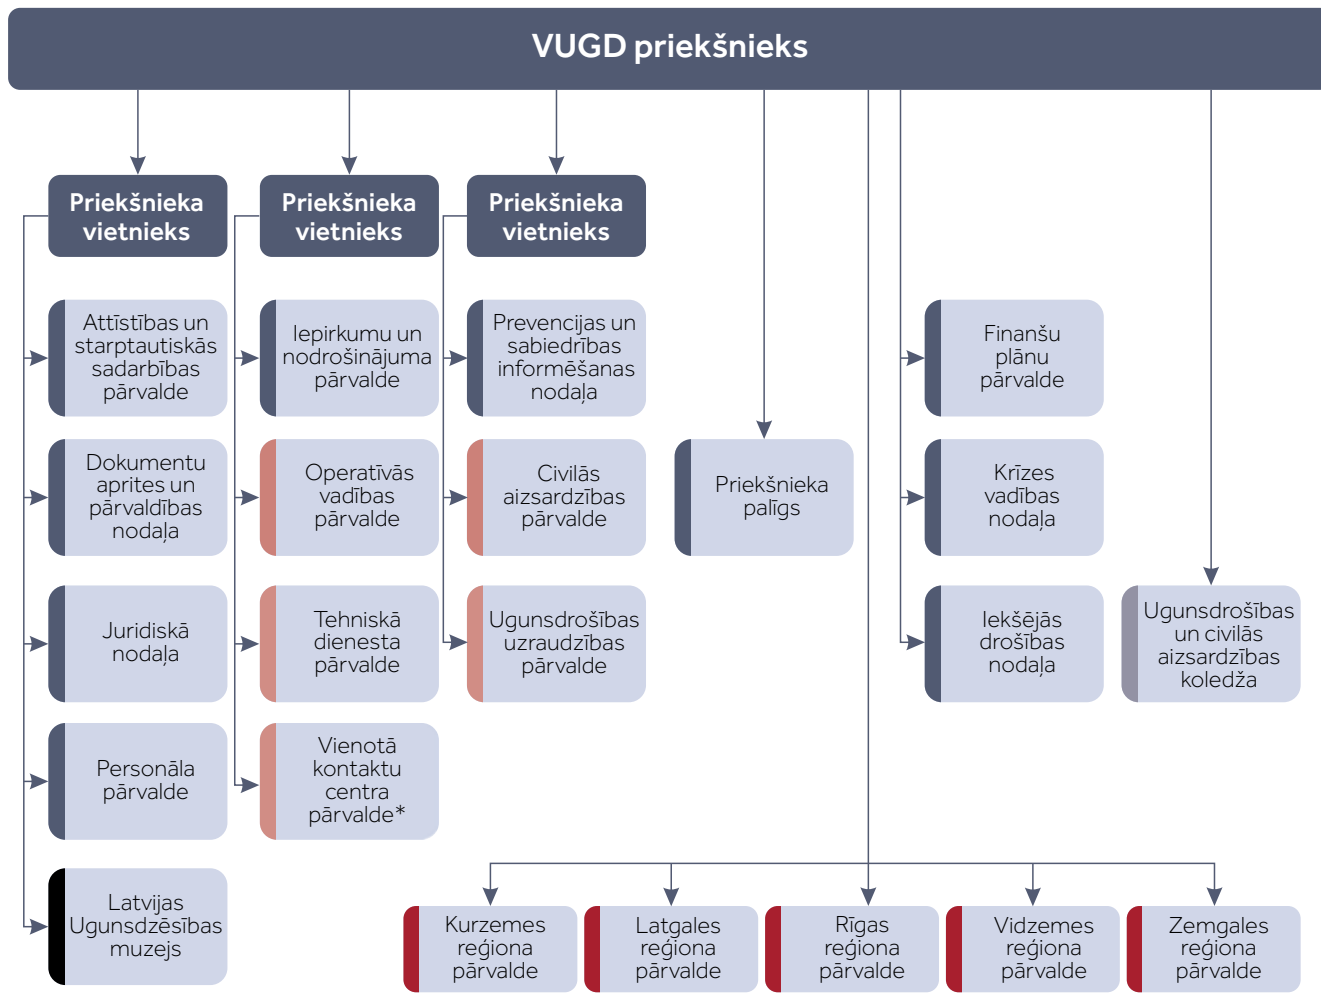 VUGD priekšnieks
Priekšnieka
vietnieks
Priekšnieka
vietnieks
Priekšnieka
vietnieks
Attīstības un
starptautiskās
sadarbības
pārvalde
Dokumentu
aprites un
pārvaldības
nodaļa
Juridiskā
nodaļa
Personāla
pārvalde
Latvijas
Ugunsdzēsības
muzejs
Iepirkumu un
nodrošinājuma
pārvalde
Operatīvās
vadības
pārvalde
Tehniskā
dienesta
pārvalde
Vienotā
kontaktu
centra
pārvalde*
Prevencijas un
sabiedrības
informēšanas
nodaļa
Civilās
aizsardzības
pārvalde
Ugunsdrošības
uzraudzības
pārvalde
Priekšnieka
palīgs
Finanšu
plānu
pārvalde
Krīzes
vadības
nodaļa
Iekšējās
drošības
nodaļa
Ugunsdrošības
un civilās
aizsardzības
koledža
Kurzemes
reģiona
pārvalde
Latgales
reģiona
pārvalde
Rīgas
reģiona
pārvalde
Vidzemes
reģiona
pārvalde
Zemgales
reģiona
pārvalde